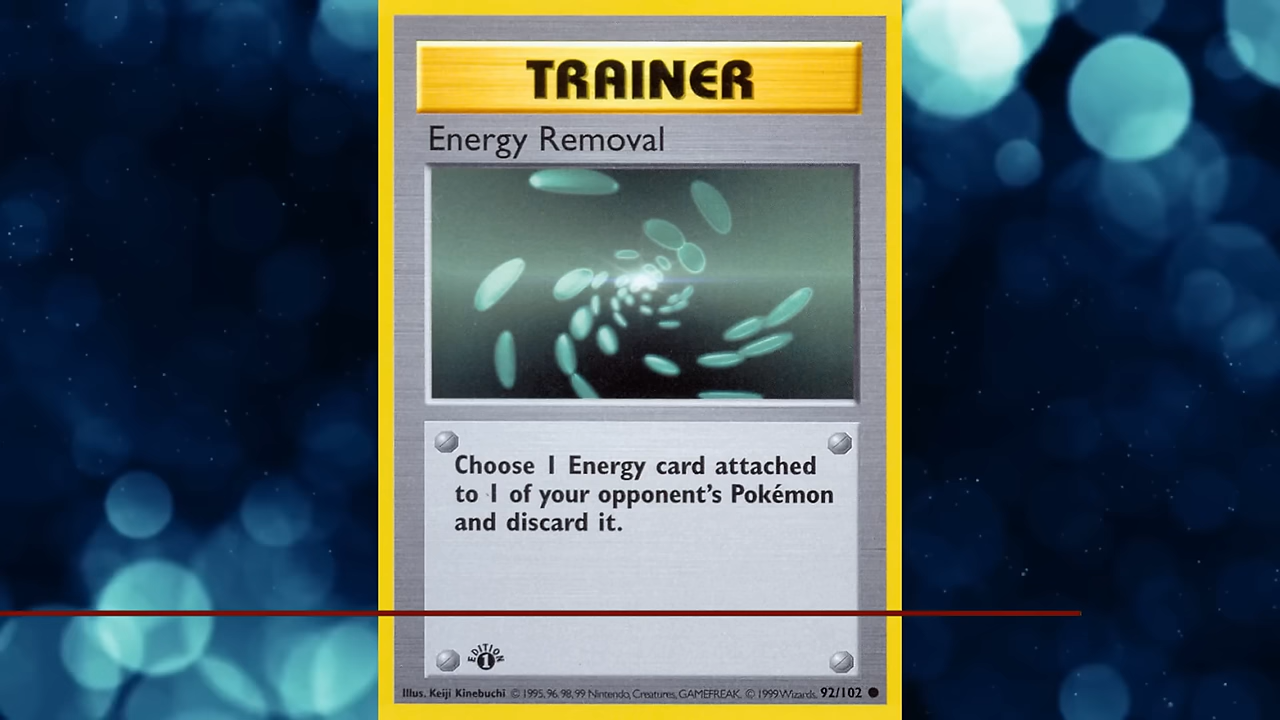 TRAINER
Energy Removal
Choose 1 Energy card attached
to 1 of your opponent's Pokémon
and discard it.
EDITION
1
Illus. Keiji Kinebuchi © 1995, 96, 98, 99 Nintendo, Creatures, GAMEFREAK. © 1999 Wizards. 92/102 ●